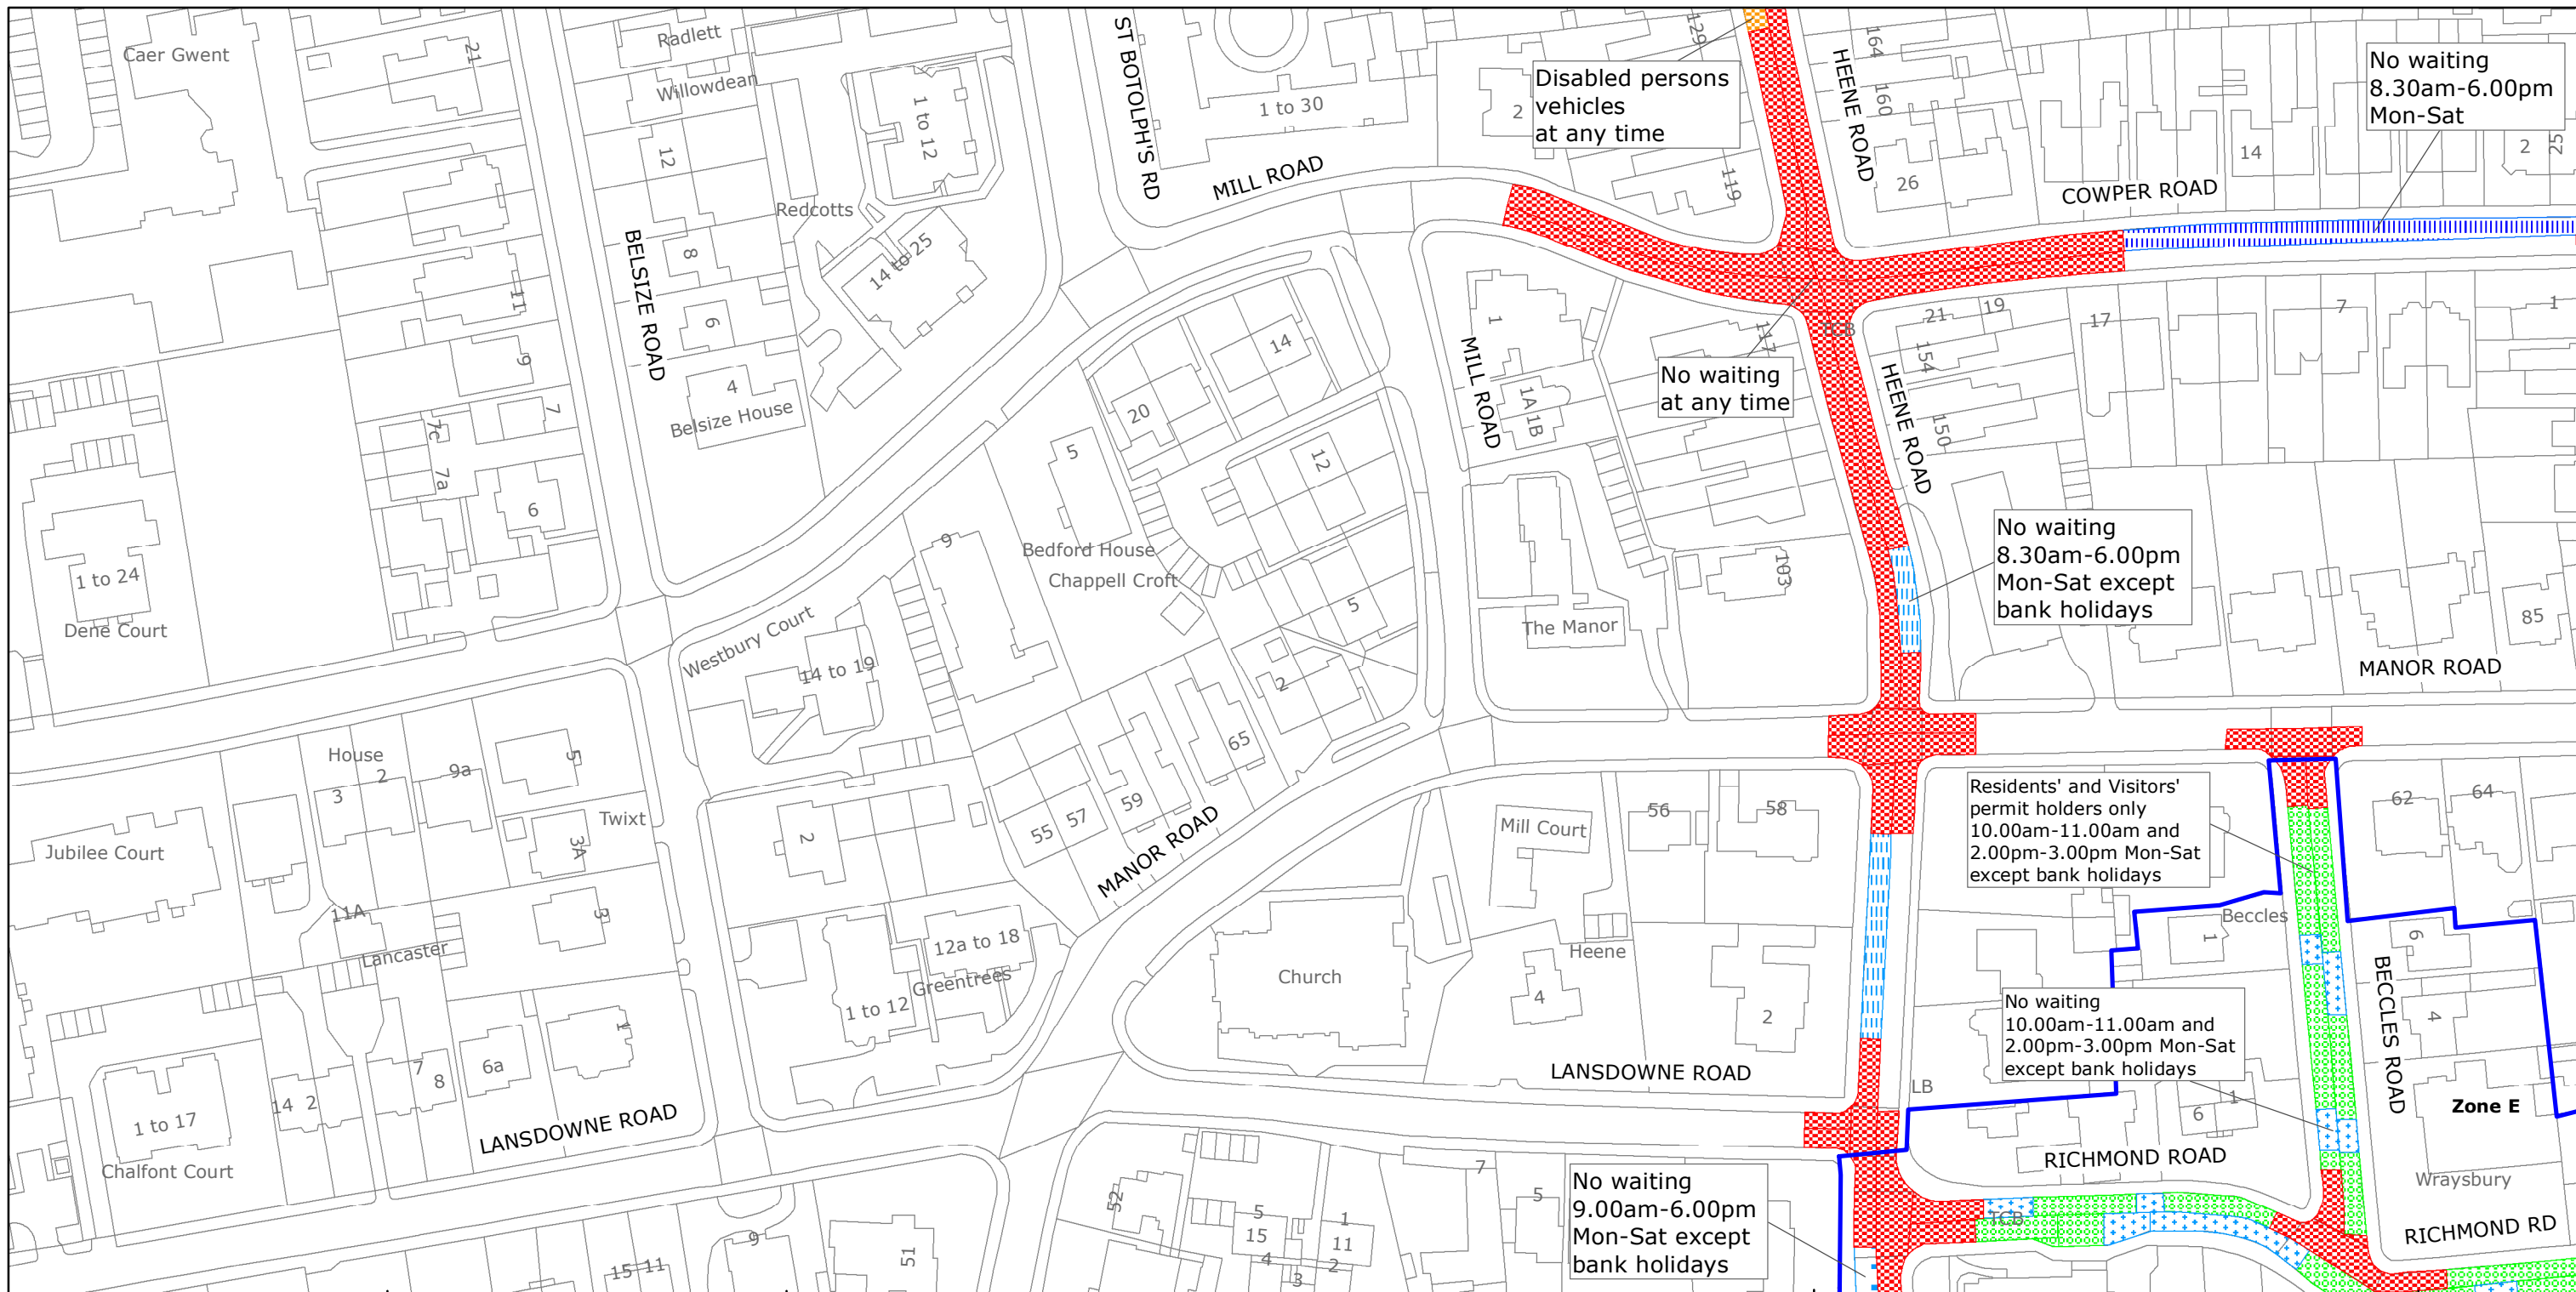 Caer Gwent
21
Radlett
Willowdean
12
1 to 12
ST BOTOLPH'S RD
1 to 30
MILL ROAD
2
Disabled persons
vehicles
at any time
129
119
HEENE ROAD
164
160
26
COWPER ROAD
14
No waiting
8.30am-6.00pm
Mon-Sat
2
25
Redcotts
14 to 25
BELSIZE ROAD
8
6
11
9
4
Belsize House
7
7c
7a
6
1 to 24
Dene Court
14
20
5
12
Bedford House
Chappell Croft
9
5
2
Westbury Court
14 to 19
1
1A 1B
MILL ROAD
117
No waiting
at any time
TCB
21
19
17
7
1
154
150
HEENE ROAD
No waiting
8.30am-6.00pm
Mon-Sat except
bank holidays
103
The Manor
85
MANOR ROAD
House
3
2
9a
5
Twixt
3A
Jubilee Court
11A
Lancaster
3
2
55
57
59
65
MANOR ROAD
Mill Court
56
58
Residents' and Visitors'
permit holders only
10.00am-11.00am and
2.00pm-3.00pm Mon-Sat
except bank holidays
62
64
12a to 18
Greentrees
1 to 12
Church
Heene
4
2
LANSDOWNE ROAD
Beccles
1
6
4
BECCLES ROAD
No waiting
10.00am-11.00am and
2.00pm-3.00pm Mon-Sat
except bank holidays
Zone E
LB
6
1
RICHMOND ROAD
Wraysbury
RICHMOND RD
TCB
1
6a
7
8
14
2
1 to 17
Chalfont Court
LANSDOWNE ROAD
9
15
11
51
52
5
15
4
3
1
11
2
7
5
No waiting
9.00am-6.00pm
Mon-Sat except
bank holidays